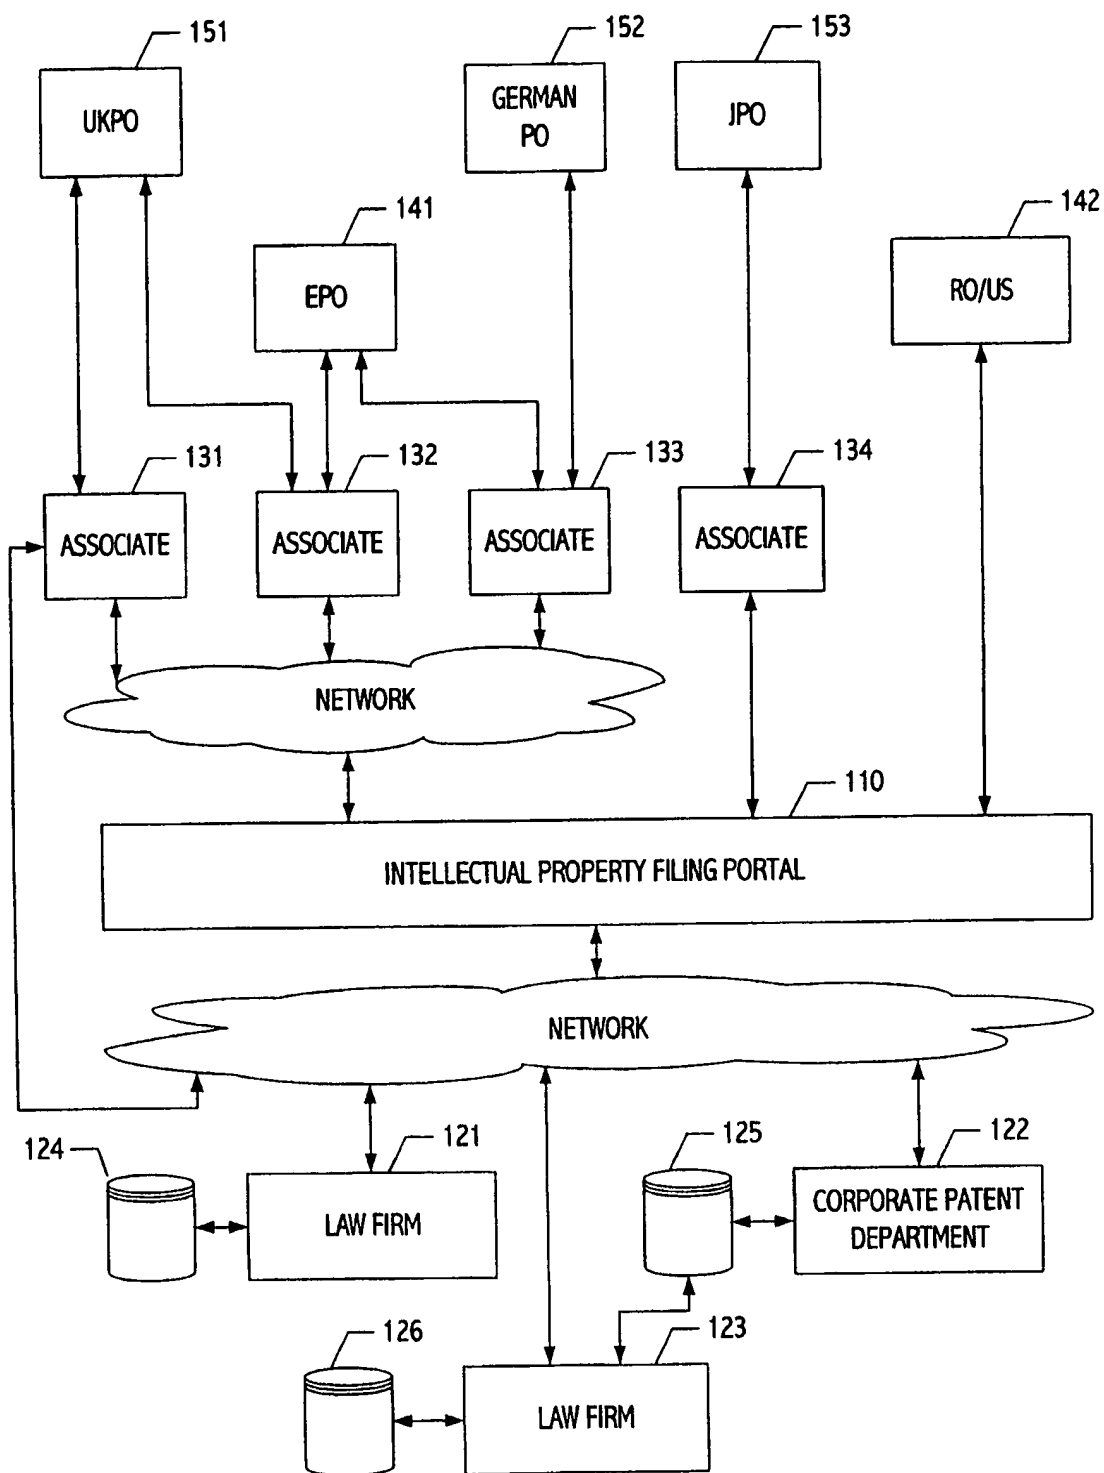 151
152
153
UKPO
GERMAN
PO
JPO
141
142
EPO
RO/US
131
132
133
134
ASSOCIATE
ASSOCIATE
ASSOCIATE
ASSOCIATE
NETWORK
110
INTELLECTUAL PROPERTY FILING PORTAL
NETWORK
124
121
125
122
LAW FIRM
CORPORATE PATENT
DEPARTMENT
126
123
LAW FIRM